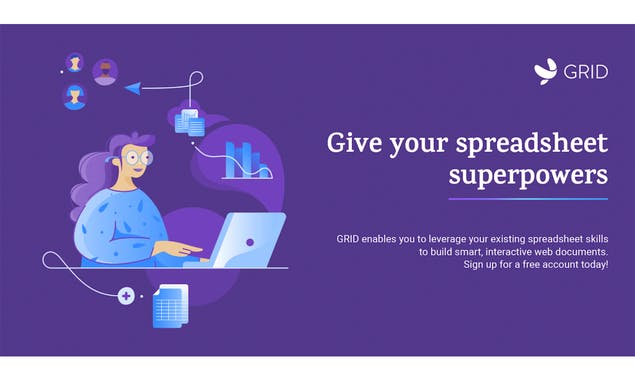 GRID
Give your spreadsheet
superpowers
GRID enables you to leverage your existing spreadsheet skills
to build smart, interactive web documents.
Sign up for a free account today!